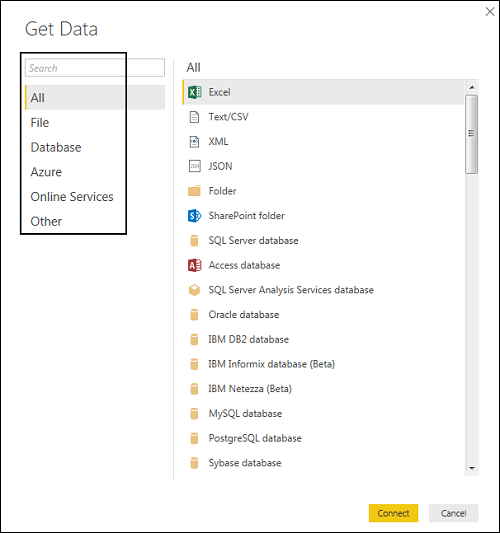 Get Data
Search
All
File
Database
Azure
Online Services
Other
All
Excel
Text/CSV
XML
JSON
Folder
SharePoint folder
SQL Server database
Access database
SQL Server Analysis Services database
Oracle database
IBM DB2 database
IBM Informix database (Beta)
IBM Netezza (Beta)
MySQL database
PostgreSQL database
Sybase database
Connect
Cancel